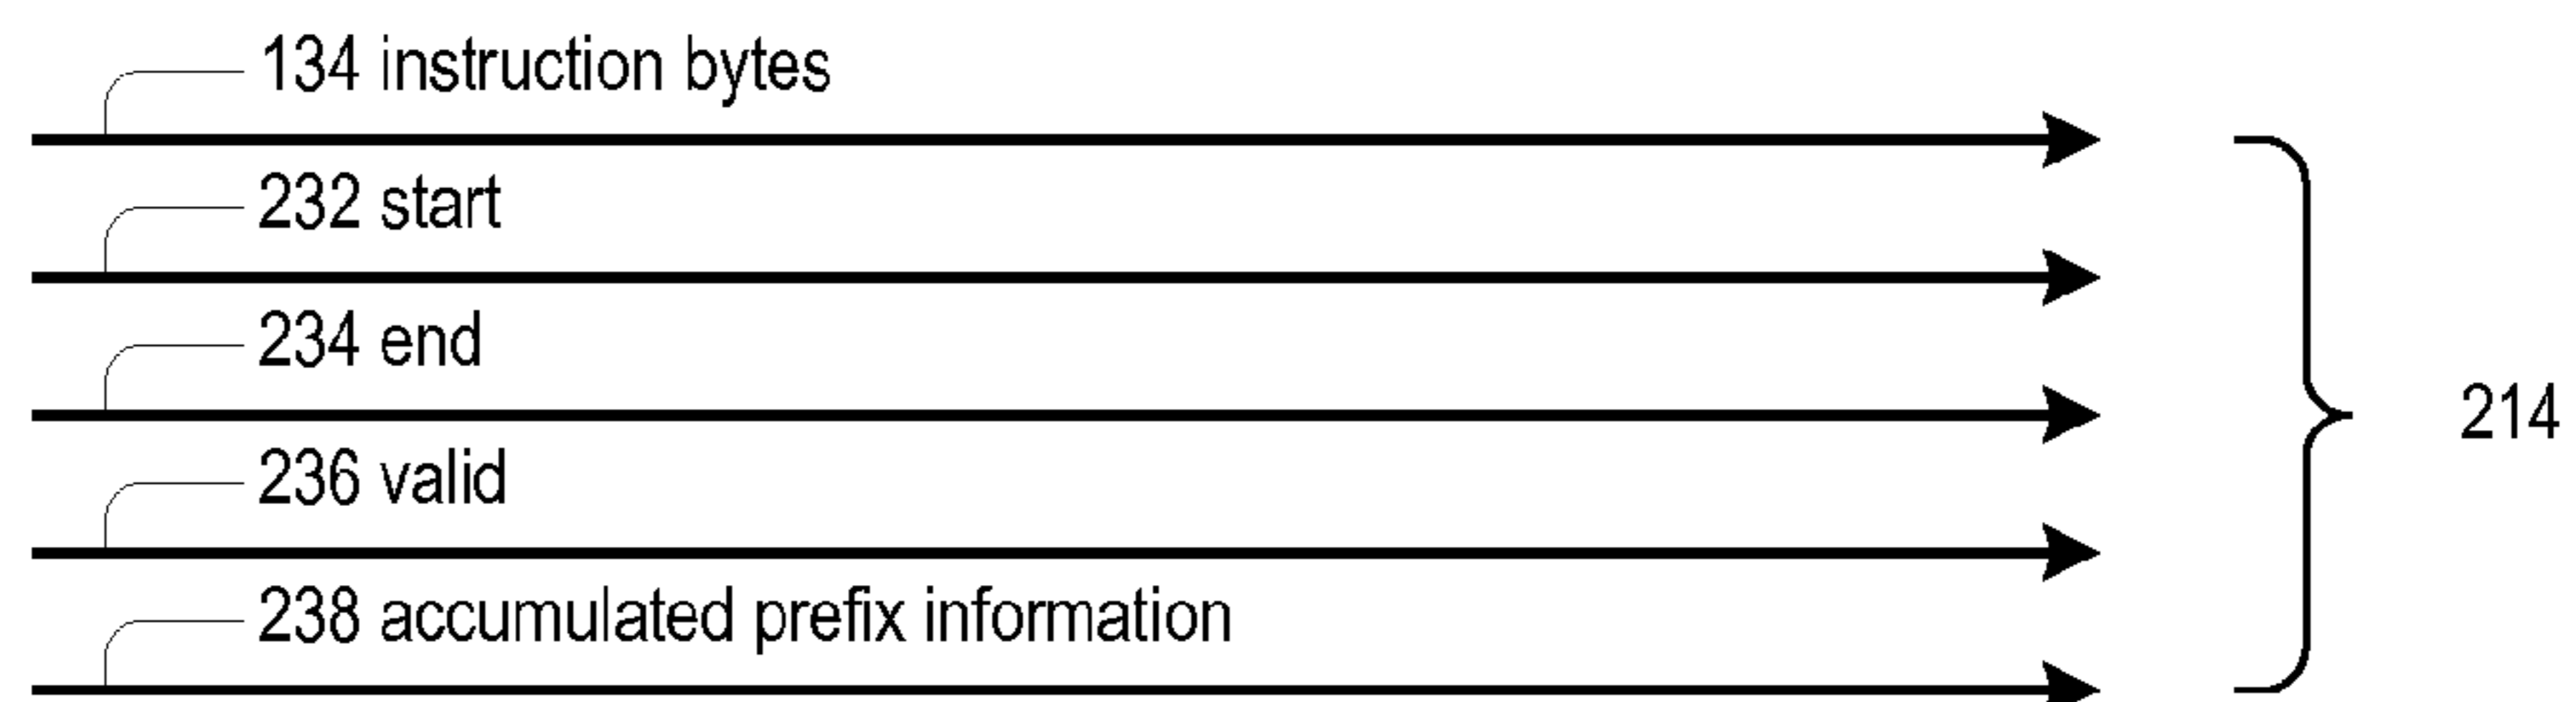 134 instruction bytes
232 start
234 end
214
236 valid
238 accumulated prefix information